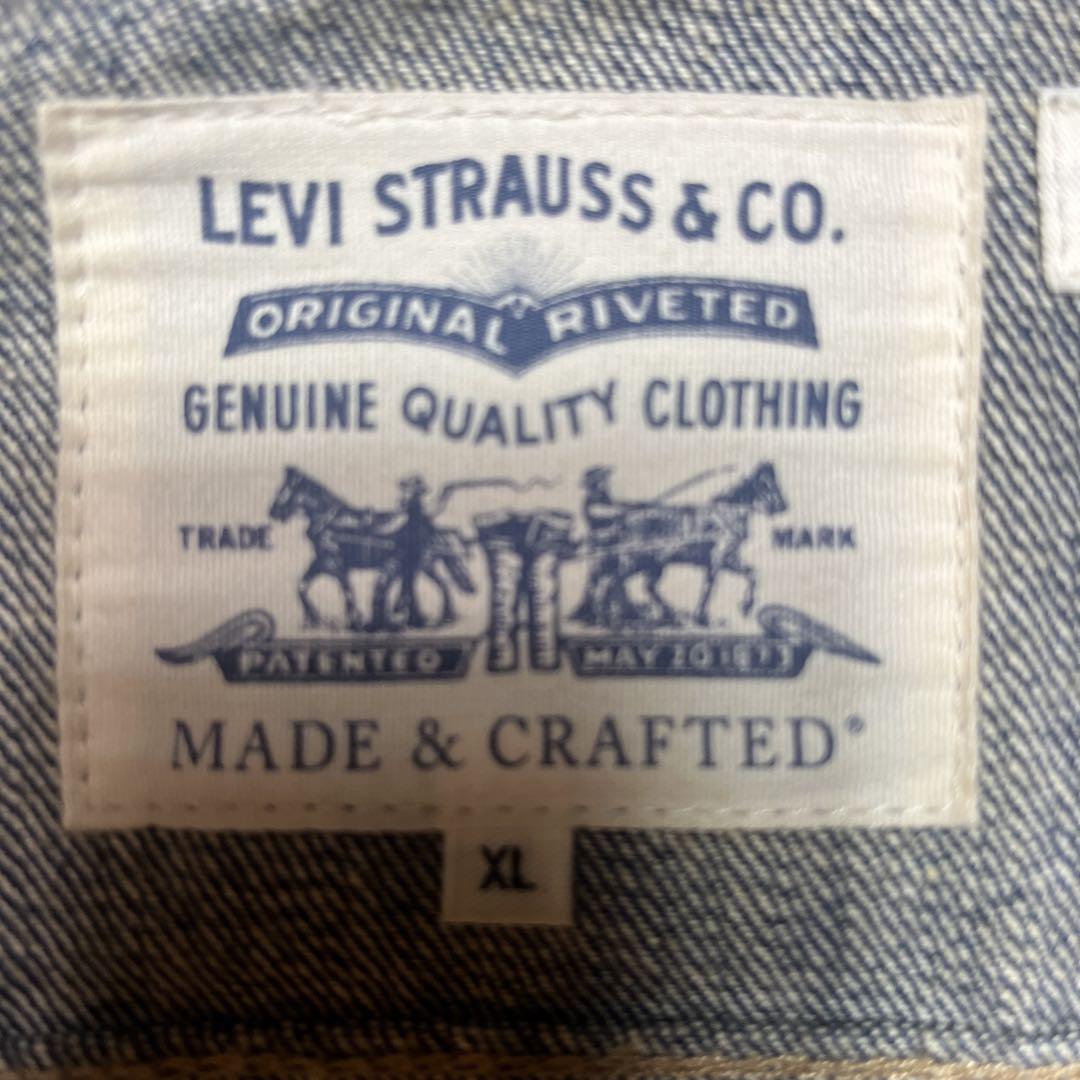 LEVI STRAUSS & CO.
ORIGINAL RIVETED
GENUINE QUALITY CLOTHING
TRADE MARK
PATENTED MAY 20 1873
MADE & CRAFTED®
XL